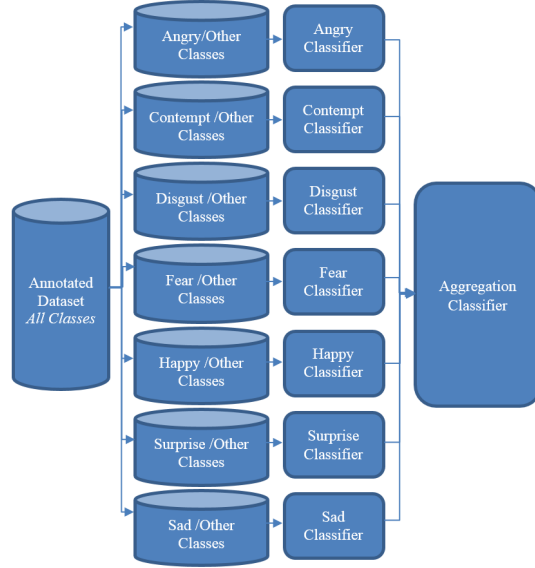 Annotated
Dataset
All Classes
Angry/Other
Classes
Angry
Classifier
Contempt /Other
Classes
Contempt
Classifier
Disgust /Other
Classes
Disgust
Classifier
Fear /Other
Classes
Fear
Classifier
Happy /Other
Classes
Happy
Classifier
Surprise /Other
Classes
Surprise
Classifier
Sad /Other
Classes
Sad
Classifier
Aggregation
Classifier